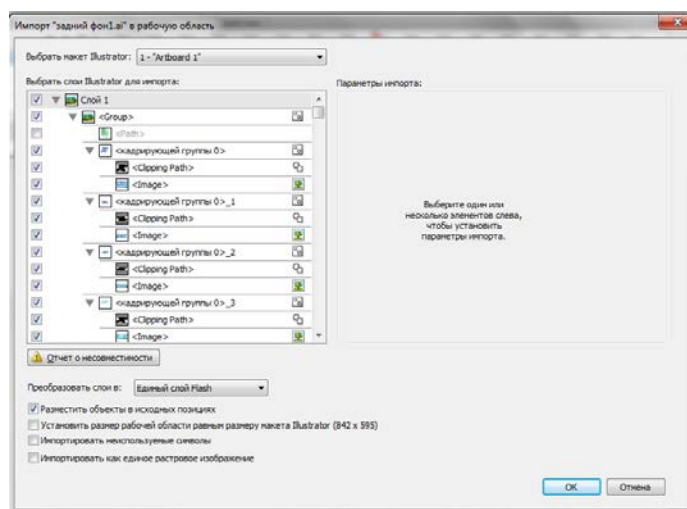 Импорт "задний фон1.ai" в рабочую область
Выбрать макет Illustrator: 1 - "Artboard 1"
Выбрать слои Illustrator для импорта:
Параметры импорта:
Слой 1
<Group>
<Path>
<кадрирующей группы 0>
<Clipping Path>
<Image>
<кадрирующей группы 0>_1
<Clipping Path>
<Image>
<кадрирующей группы 0>_2
<Clipping Path>
<Image>
<кадрирующей группы 0>_3
<Clipping Path>
<Image>
Выберите один или
несколько элементов слева,
чтобы установить
параметры импорта.
Отчет о несовместимости
Преобразовать слои в: Единый слой Flash
Разместить объекты в исходных позициях
Установить размер рабочей области равным размеру макета Illustrator (842 x 595)
Импортировать неиспользуемые символы
Импортировать как единое растровое изображение
OK
Отмена